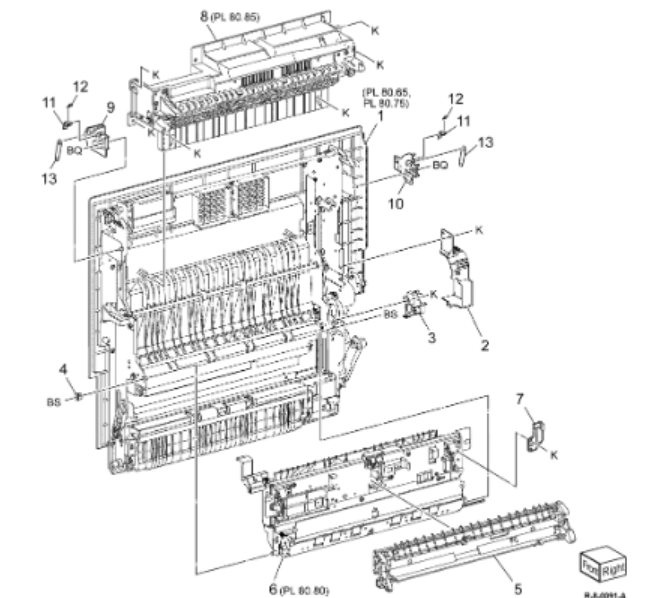 8 (PL 80.85)
K
K
K
12
11
9
(PL 80.65,
PL 80.75)
12
K
1
11
K
K
BQ
13
13
BQ
10
K
K
BS
3
2
4
BS
7
K
6 (PL 80.80)
5
Front
Right
R-8-0091-A